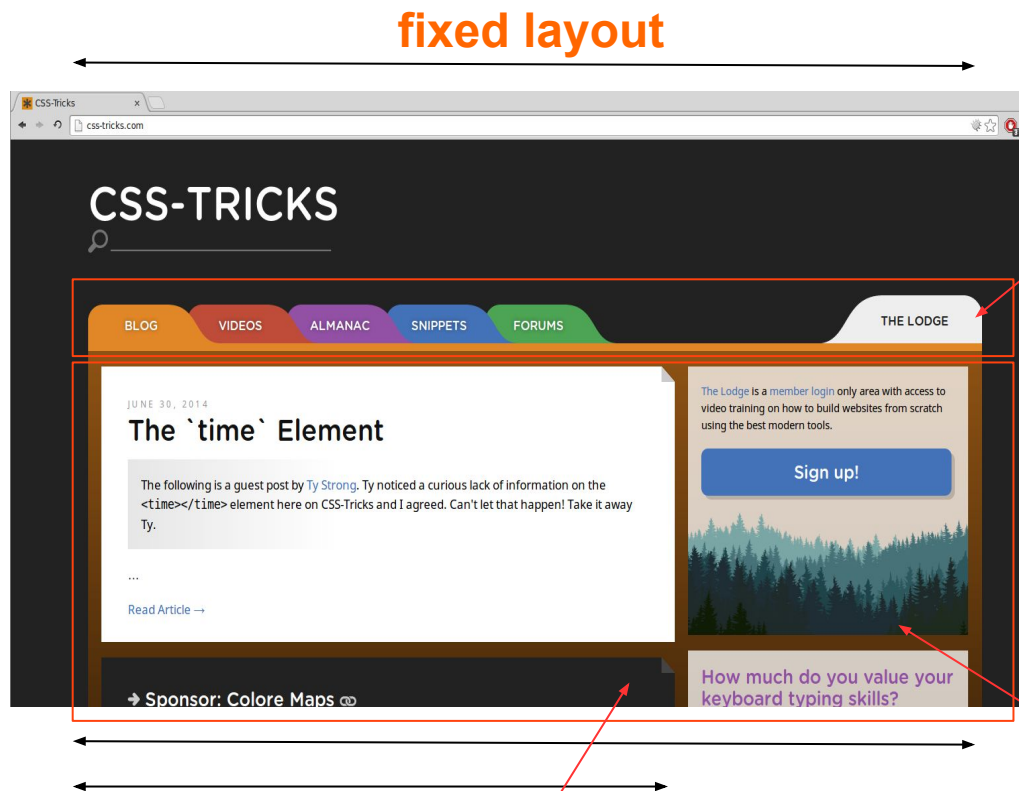 fixed layout
CSS-Tricks
css-tricks.com
CSS-TRICKS
BLOG
VIDEOS
ALMANAC
SNIPPETS
FORUMS
THE LODGE
JUNE 30, 2014
The `time` Element
The following is a guest post by Ty Strong. Ty noticed a curious lack of information on the
<time></time> element here on CSS-Tricks and I agreed. Can't let that happen! Take it away
Ty.
...
Read Article →
➜ Sponsor: Colore Maps
The Lodge is a member login only area with access to
video training on how to build websites from scratch
using the best modern tools.
Sign up!
How much do you value your
keyboard typing skills?